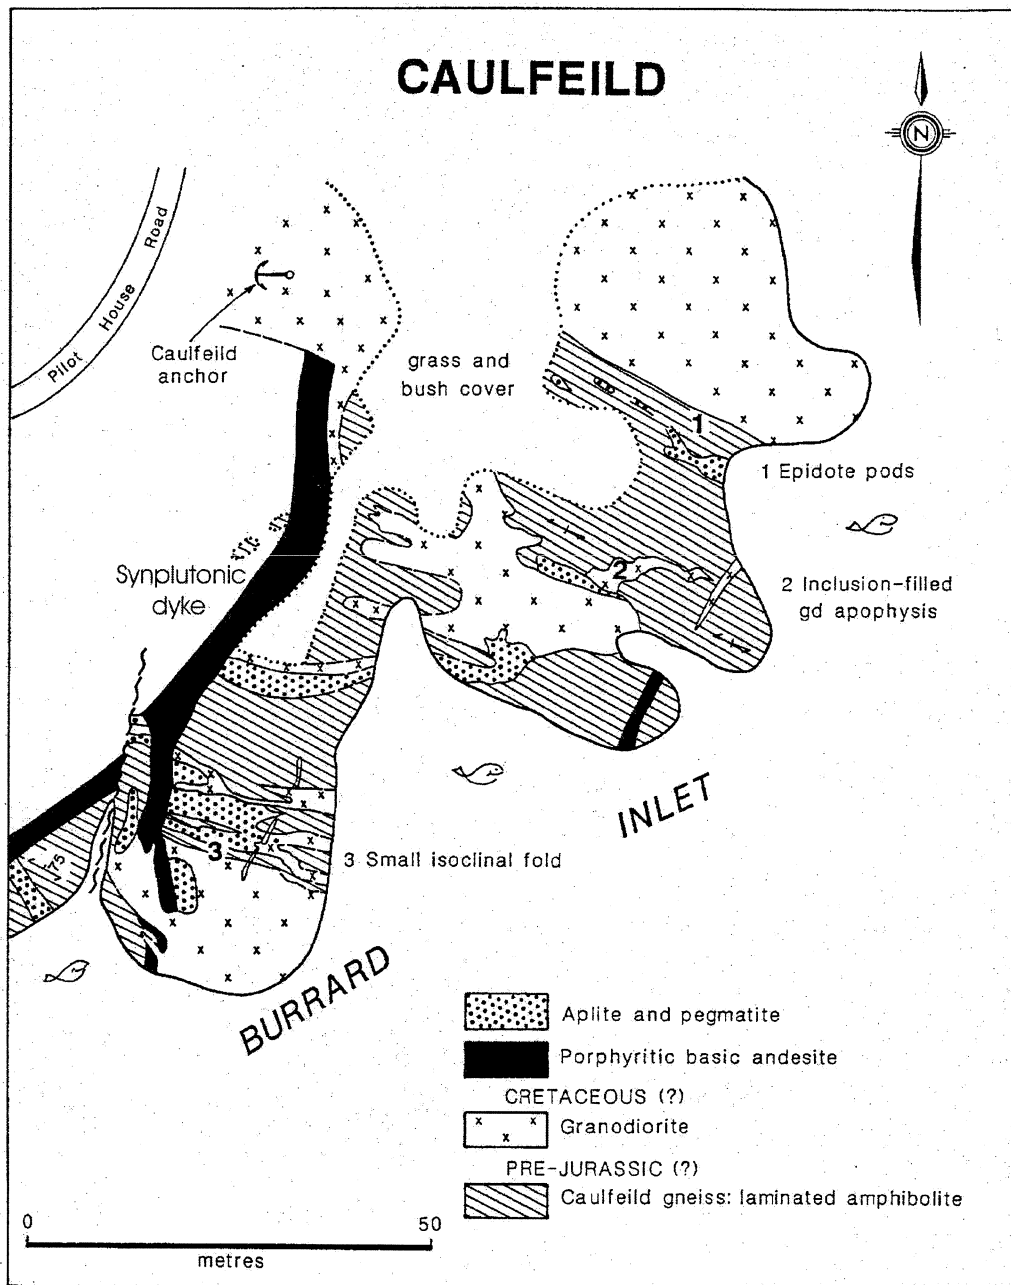 CAULFEILD
N
Pilot House Road
Caulfeild
anchor
grass and
bush cover
1
1 Epidote pods
Synplutonic
dyke
2
2 Inclusion-filled
gd apophysis
INLET
3
3 Small isoclinal fold
75
BURRARD
Aplite and pegmatite
Porphyritic basic andesite
CRETACEOUS (?)
Granodiorite
PRE-JURASSIC (?)
Caulfeild gneiss: laminated amphibolite
0 50
metres